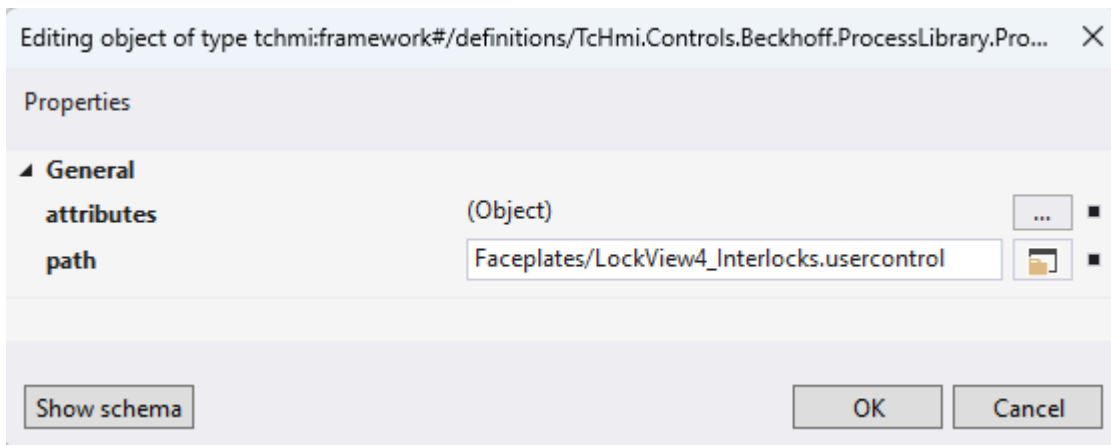 Editing object of type tchmi:framework#/definitions/TcHmi.Controls.Beckhoff.ProcessLibrary.Pro...
Properties
General
attributes (Object) ...
path Faceplates/LockView4_Interlocks.usercontrol
Show schema OK Cancel